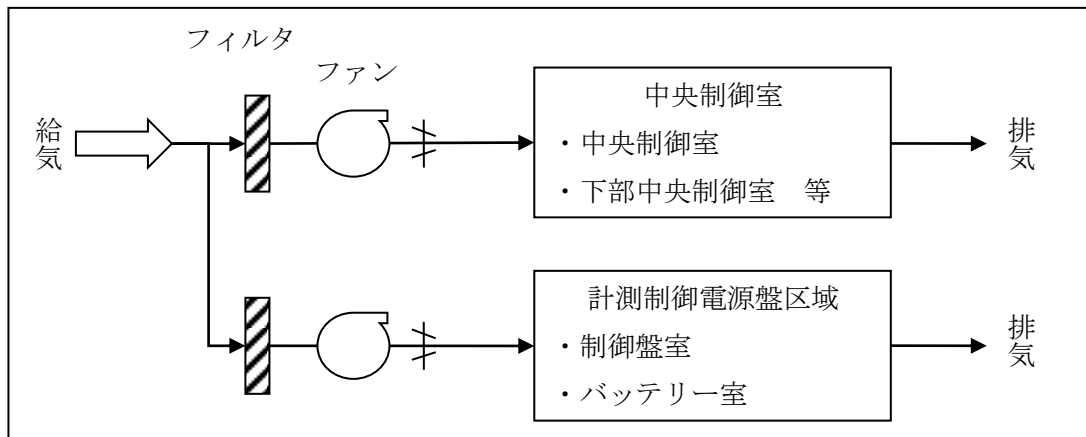 フィルタ
ファン
給気
中央制御室
・中央制御室
・下部中央制御室　等
排気
計測制御電源盤区域
・制御盤室
・バッテリー室
排気